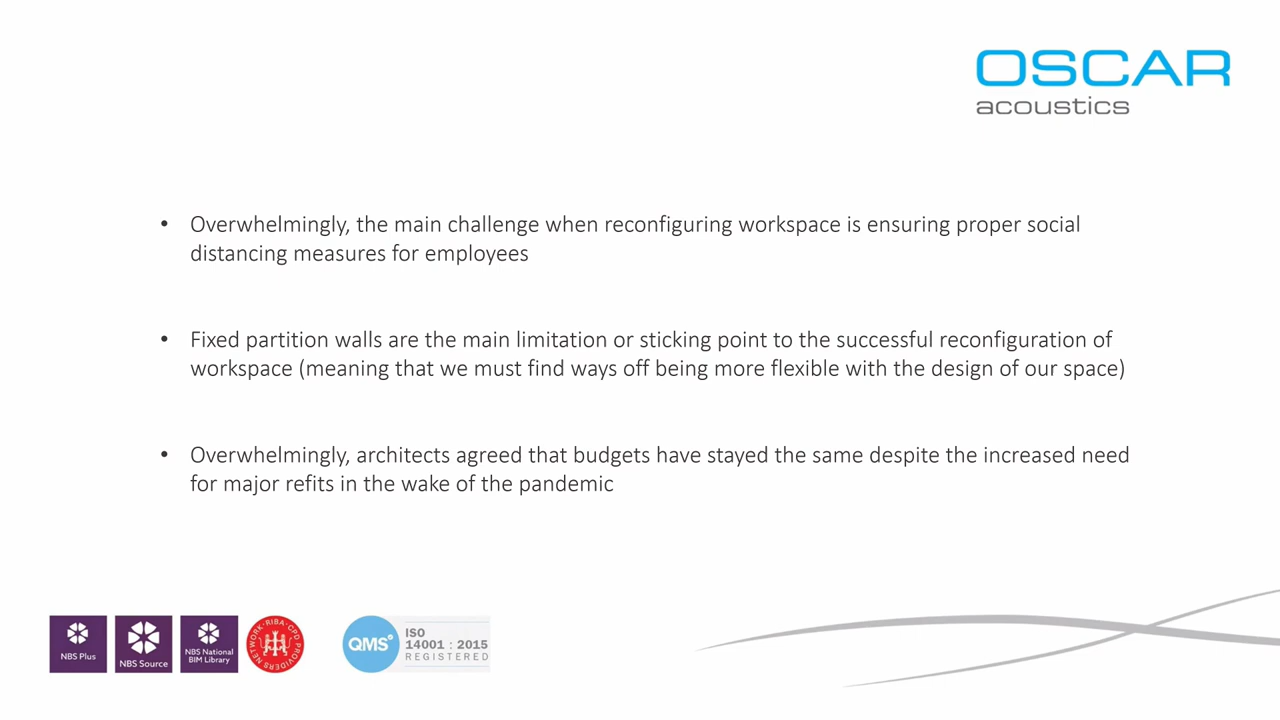 OSCAR
acoustics
• Overwhelmingly, the main challenge when reconfiguring workspace is ensuring proper social
distancing measures for employees
• Fixed partition walls are the main limitation or sticking point to the successful reconfiguration of
workspace (meaning that we must find ways off being more flexible with the design of our space)
• Overwhelmingly, architects agreed that budgets have stayed the same despite the increased need
for major refits in the wake of the pandemic
NBS Plus
NBS Source
NBS National
BIM Library
RIBA CPD PROVIDERS NETWORK
QMS
ISO
14001 : 2015
REGISTERED